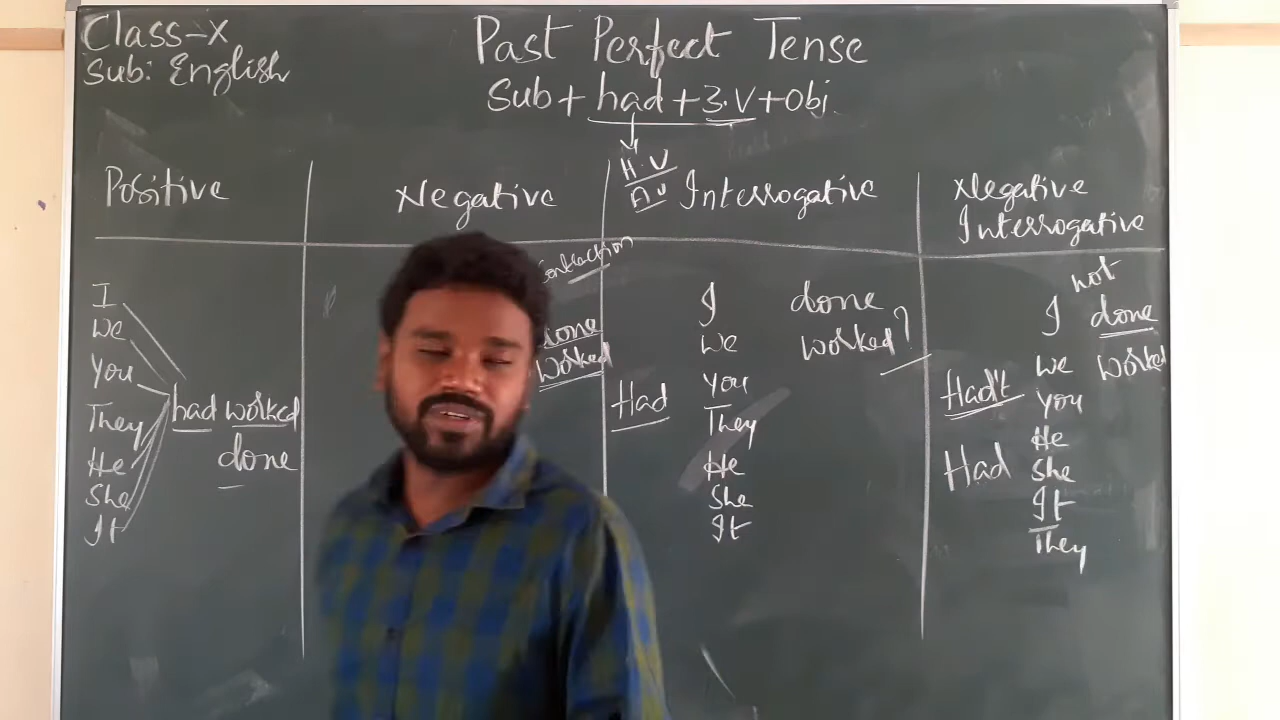 Class-X
Sub: English
Past Perfect Tense
Sub + had + 3.V + Obj.
H.V
A.V
Positive
Negative
Interrogative
Negative
Interrogative
I
We
You
They
He
She
It
had worked
done
done
worked
Had
I
we
you
They
He
She
It
done
worked?
Had't
Had
not
I
we
you
He
She
It
They
done
worked